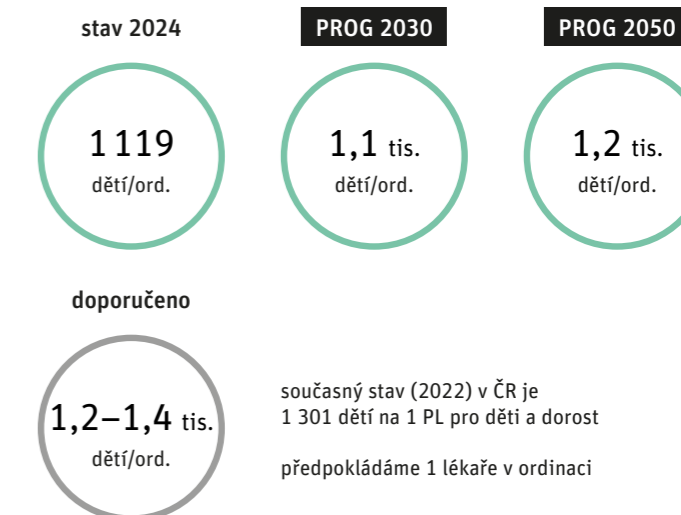 stav 2024
PROG 2030
PROG 2050
1 119
dětí/ord.
1,1 tis.
dětí/ord.
1,2 tis.
dětí/ord.
doporučeno
1,2–1,4 tis.
dětí/ord.
současný stav (2022) v ČR je
1 301 dětí na 1 PL pro děti a dorost
předpokládáme 1 lékaře v ordinaci